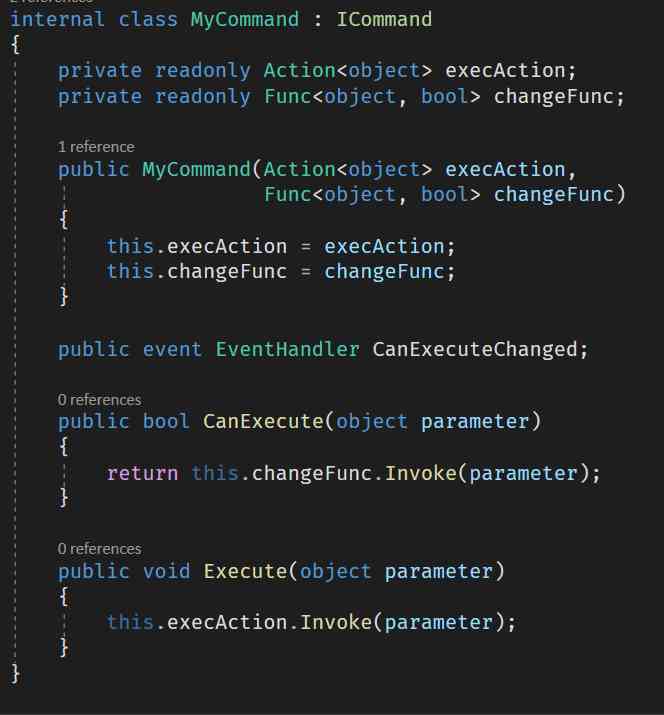 2 references
internal class MyCommand : ICommand
{
    private readonly Action<object> execAction;
    private readonly Func<object, bool> changeFunc;
    1 reference
    public MyCommand(Action<object> execAction,
                     Func<object, bool> changeFunc)
    {
        this.execAction = execAction;
        this.changeFunc = changeFunc;
    }
    public event EventHandler CanExecuteChanged;
    0 references
    public bool CanExecute(object parameter)
    {
        return this.changeFunc.Invoke(parameter);
    }
    0 references
    public void Execute(object parameter)
    {
        this.execAction.Invoke(parameter);
    }
}